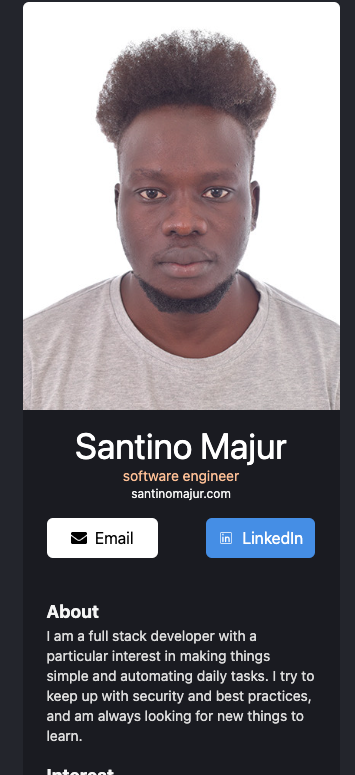 Santino Majur
software engineer
santinomajur.com
Email
LinkedIn
About
I am a full stack developer with a
particular interest in making things
simple and automating daily tasks. I try to
keep up with security and best practices,
and am always looking for new things to
learn.
Interest